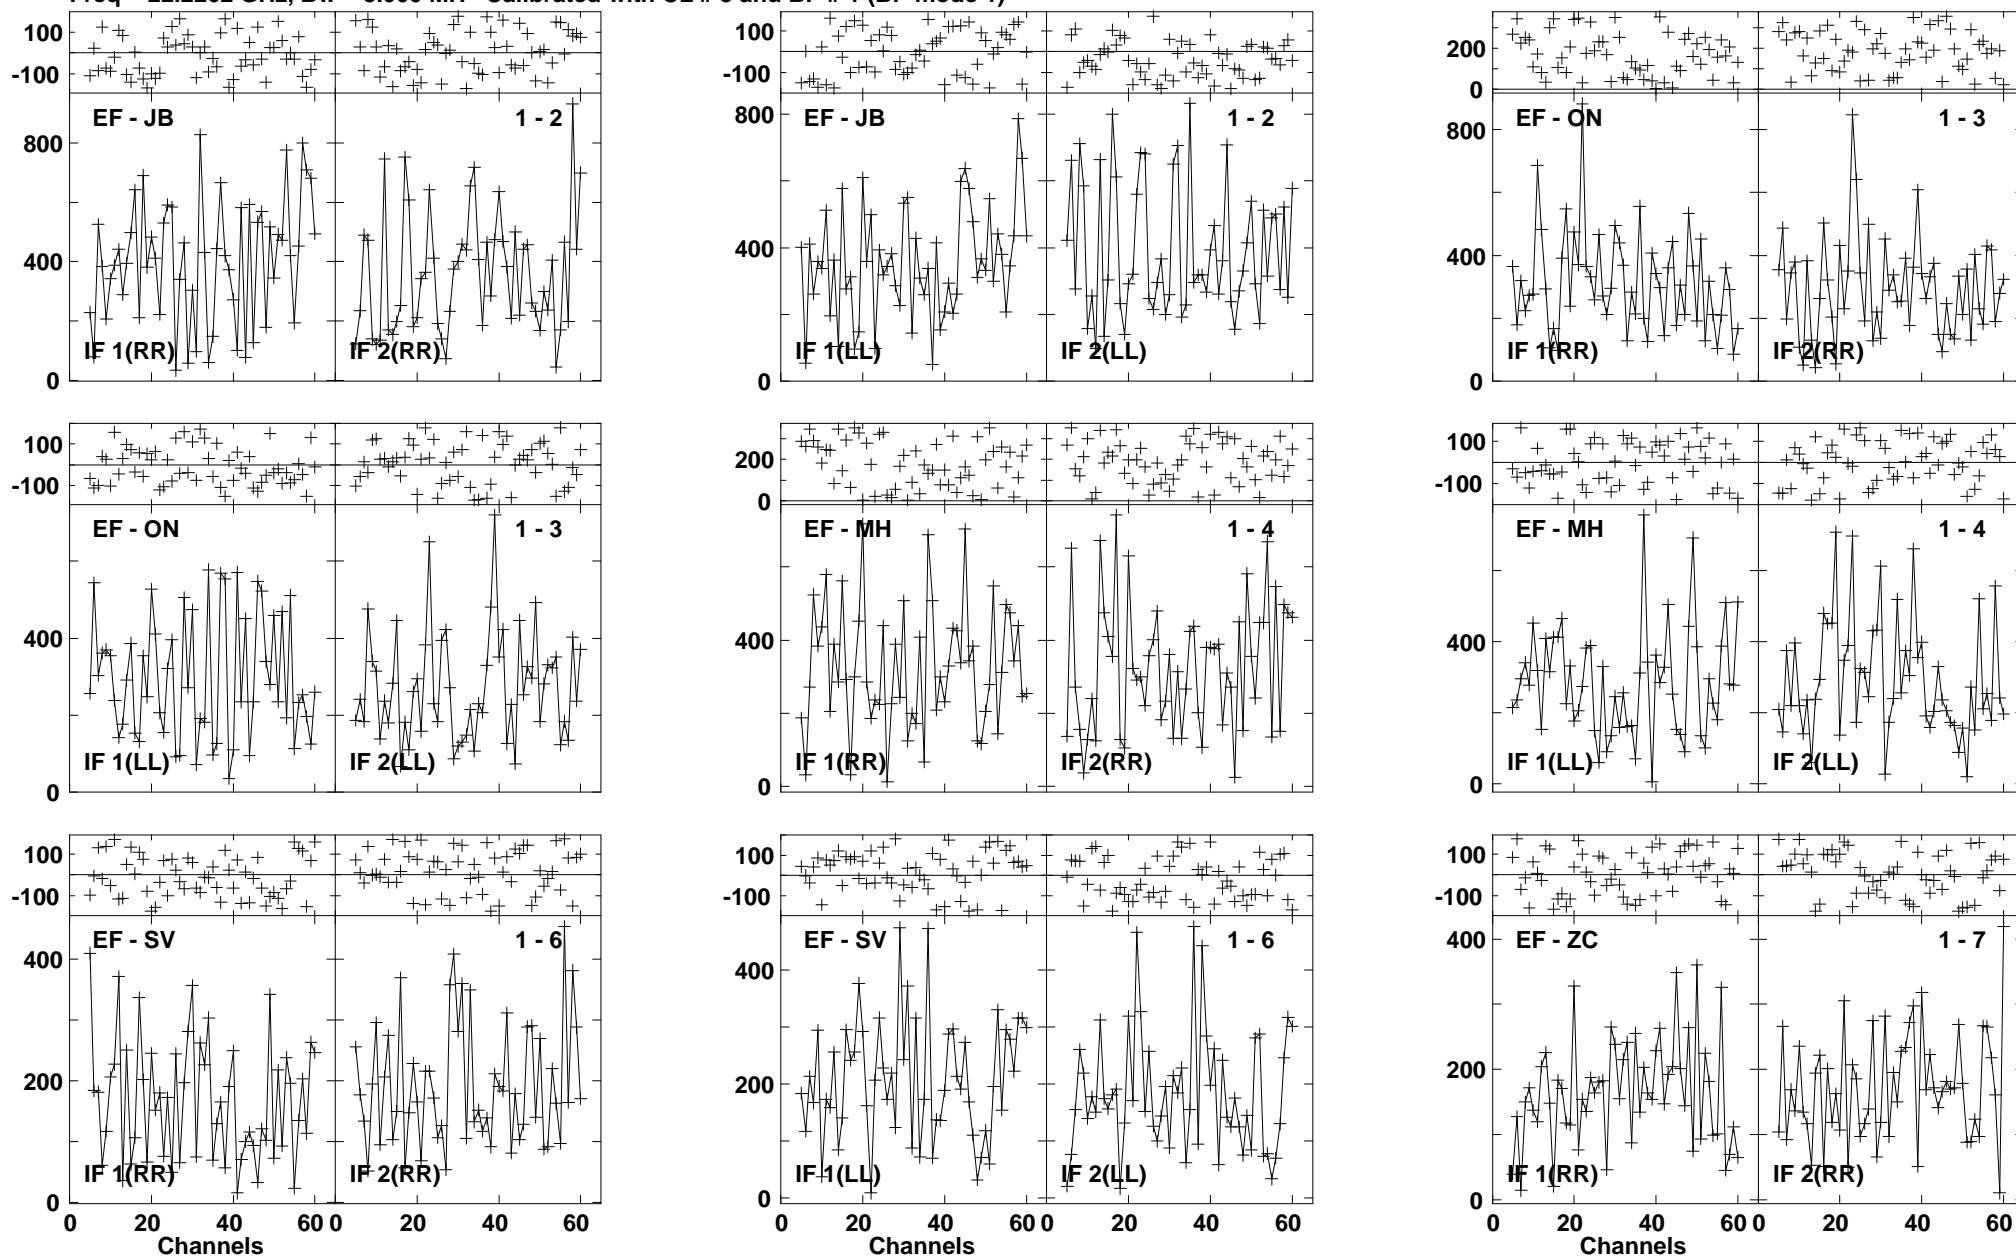 100 100 200
-100 -100 0
EF - JB 1 - 2 EF - JB 1 - 2 EF - ON 1 - 3
800 800 800
400 400 400
IF 1(RR) IF 2(RR) IF 1(LL) IF 2(LL) IF 1(RR) IF 2(RR)
0 0 0
100 200 100
-100 0 -100
EF - ON 1 - 3 EF - MH 1 - 4 EF - MH 1 - 4
400 400 400
IF 1(LL) IF 2(LL) IF 1(RR) IF 2(RR) IF 1(LL) IF 2(LL)
0 0 0
100 100 100
-100 -100 -100
EF - SV 1 - 6 EF - SV 1 - 6 EF - ZC 1 - 7
400 400 400
200 200 200
IF 1(RR) IF 2(RR) IF 1(LL) IF 2(LL) IF 1(RR) IF 2(RR)
0 0 0
0 20 40 60 0 20 40 60 0 20 40 60 0 20 40 60 0 20 40 60 0 20 40 60
Channels Channels